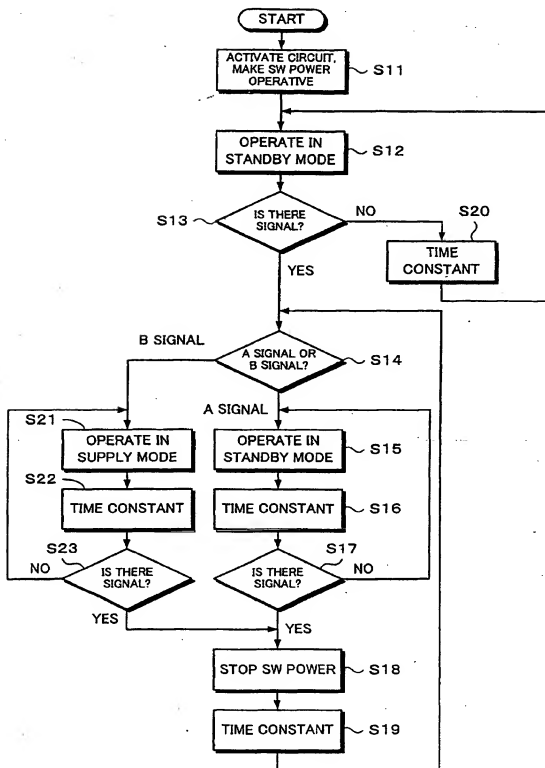 START
ACTIVATE CIRCUIT,
MAKE SW POWER
OPERATIVE
S11
OPERATE IN
STANDBY MODE
S12
S13
IS THERE
SIGNAL?
NO
S20
TIME
CONSTANT
YES
B SIGNAL
A SIGNAL OR
B SIGNAL?
S14
A SIGNAL
S21
OPERATE IN
SUPPLY MODE
OPERATE IN
STANDBY MODE
S15
S22
TIME CONSTANT
TIME CONSTANT
S16
S23
S17
NO
IS THERE
SIGNAL?
IS THERE
SIGNAL?
NO
YES
YES
STOP SW POWER
S18
TIME CONSTANT
S19